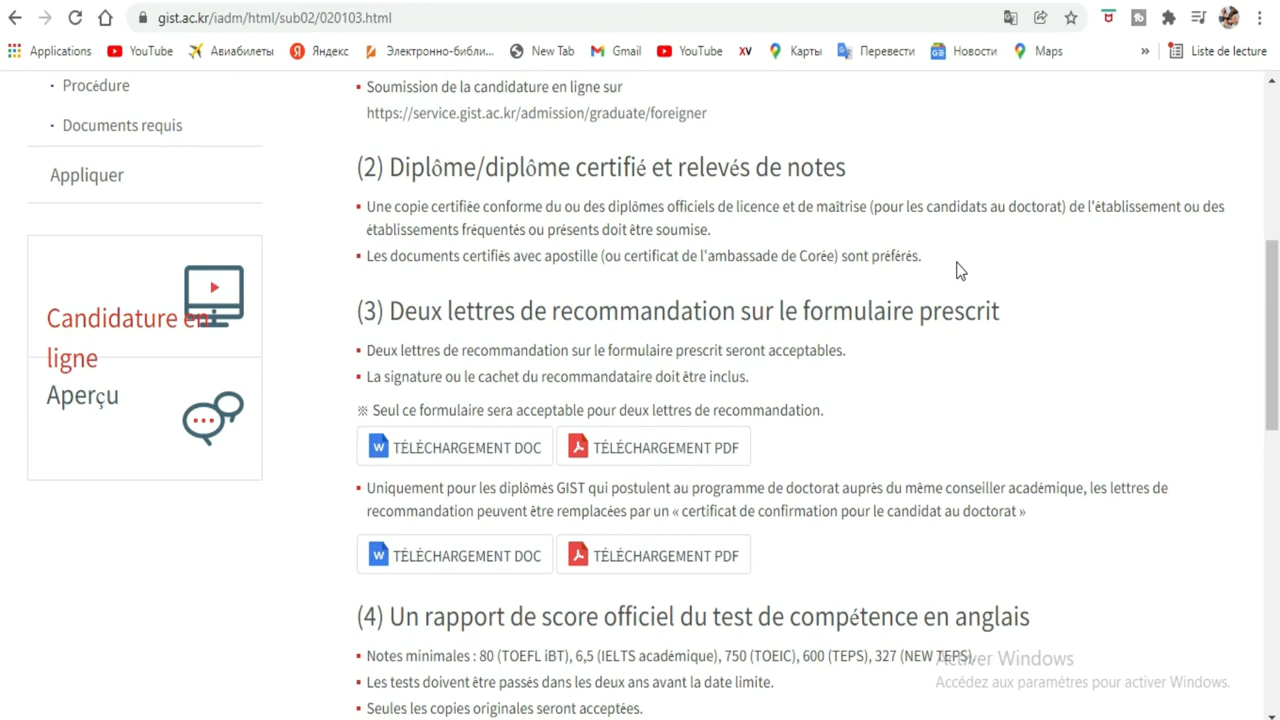 gist.ac.kr/iadm/html/sub02/020103.html
Applications YouTube Авиабилеты Яндекс Электронно-библи... New Tab Gmail YouTube XV Карты Перевести Новости Maps » Liste de lecture
· Procédure
· Documents requis
Appliquer
Candidature en
ligne
Aperçu
Soumission de la candidature en ligne sur
https://service.gist.ac.kr/admission/graduate/foreigner
(2) Diplôme/diplôme certifié et relevés de notes
Une copie certifiée conforme du ou des diplômes officiels de licence et de maîtrise (pour les candidats au doctorat) de l'établissement ou des
établissements fréquentés ou présents doit être soumise.
Les documents certifiés avec apostille (ou certificat de l'ambassade de Corée) sont préférés.
(3) Deux lettres de recommandation sur le formulaire prescrit
Deux lettres de recommandation sur le formulaire prescrit seront acceptables.
La signature ou le cachet du recommandataire doit être inclus.
※ Seul ce formulaire sera acceptable pour deux lettres de recommandation.
W TÉLÉCHARGEMENT DOC TÉLÉCHARGEMENT PDF
Uniquement pour les diplômés GIST qui postulent au programme de doctorat auprès du même conseiller académique, les lettres de
recommandation peuvent être remplacées par un « certificat de confirmation pour le candidat au doctorat »
W TÉLÉCHARGEMENT DOC TÉLÉCHARGEMENT PDF
(4) Un rapport de score officiel du test de compétence en anglais
Notes minimales : 80 (TOEFL iBT), 6,5 (IELTS académique), 750 (TOEIC), 600 (TEPS), 327 (NEW TEPS).
Les tests doivent être passés dans les deux ans avant la date limite.
Seules les copies originales seront acceptées.
Activer Windows
Accédez aux paramètres pour activer Windows.